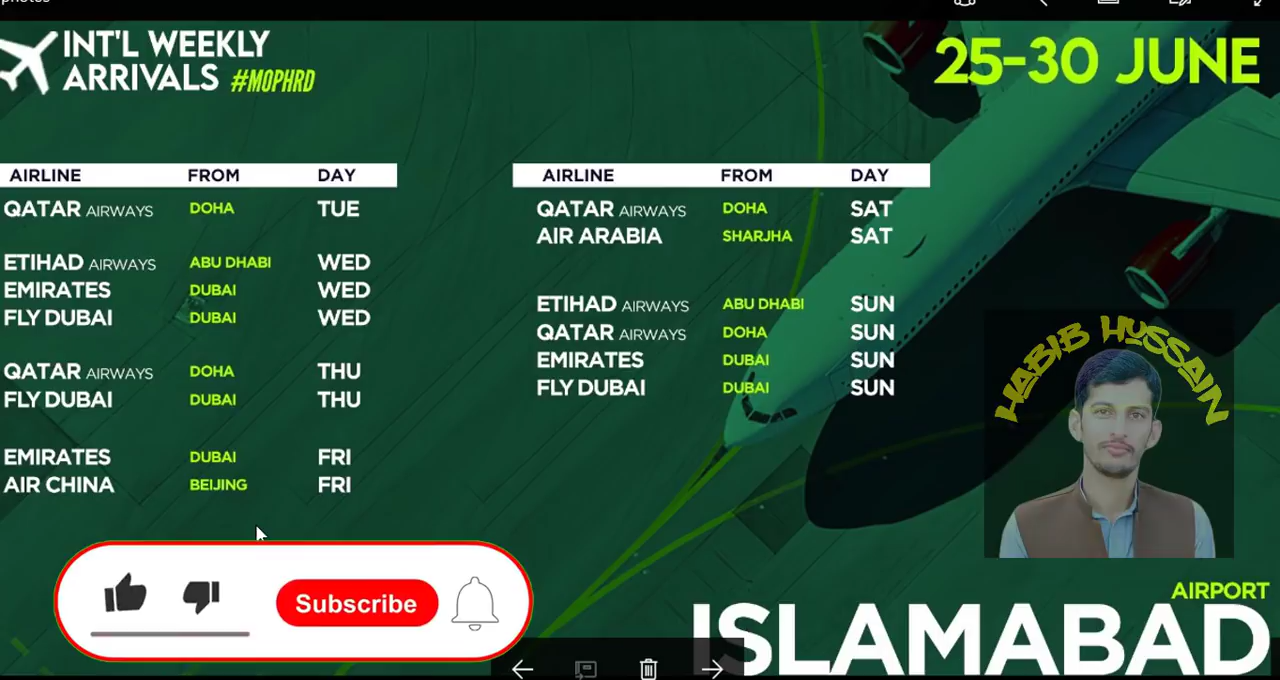 photos
INT'L WEEKLY
ARRIVALS #MOPHRD
25-30 JUNE
AIRLINE FROM DAY
QATAR AIRWAYS DOHA TUE
ETIHAD AIRWAYS ABU DHABI WED
EMIRATES DUBAI WED
FLY DUBAI DUBAI WED
QATAR AIRWAYS DOHA THU
FLY DUBAI DUBAI THU
EMIRATES DUBAI FRI
AIR CHINA BEIJING FRI
AIRLINE FROM DAY
QATAR AIRWAYS DOHA SAT
AIR ARABIA SHARJHA SAT
ETIHAD AIRWAYS ABU DHABI SUN
QATAR AIRWAYS DOHA SUN
EMIRATES DUBAI SUN
FLY DUBAI DUBAI SUN
HABIB HUSSAIN
Subscribe
AIRPORT
ISLAMABAD